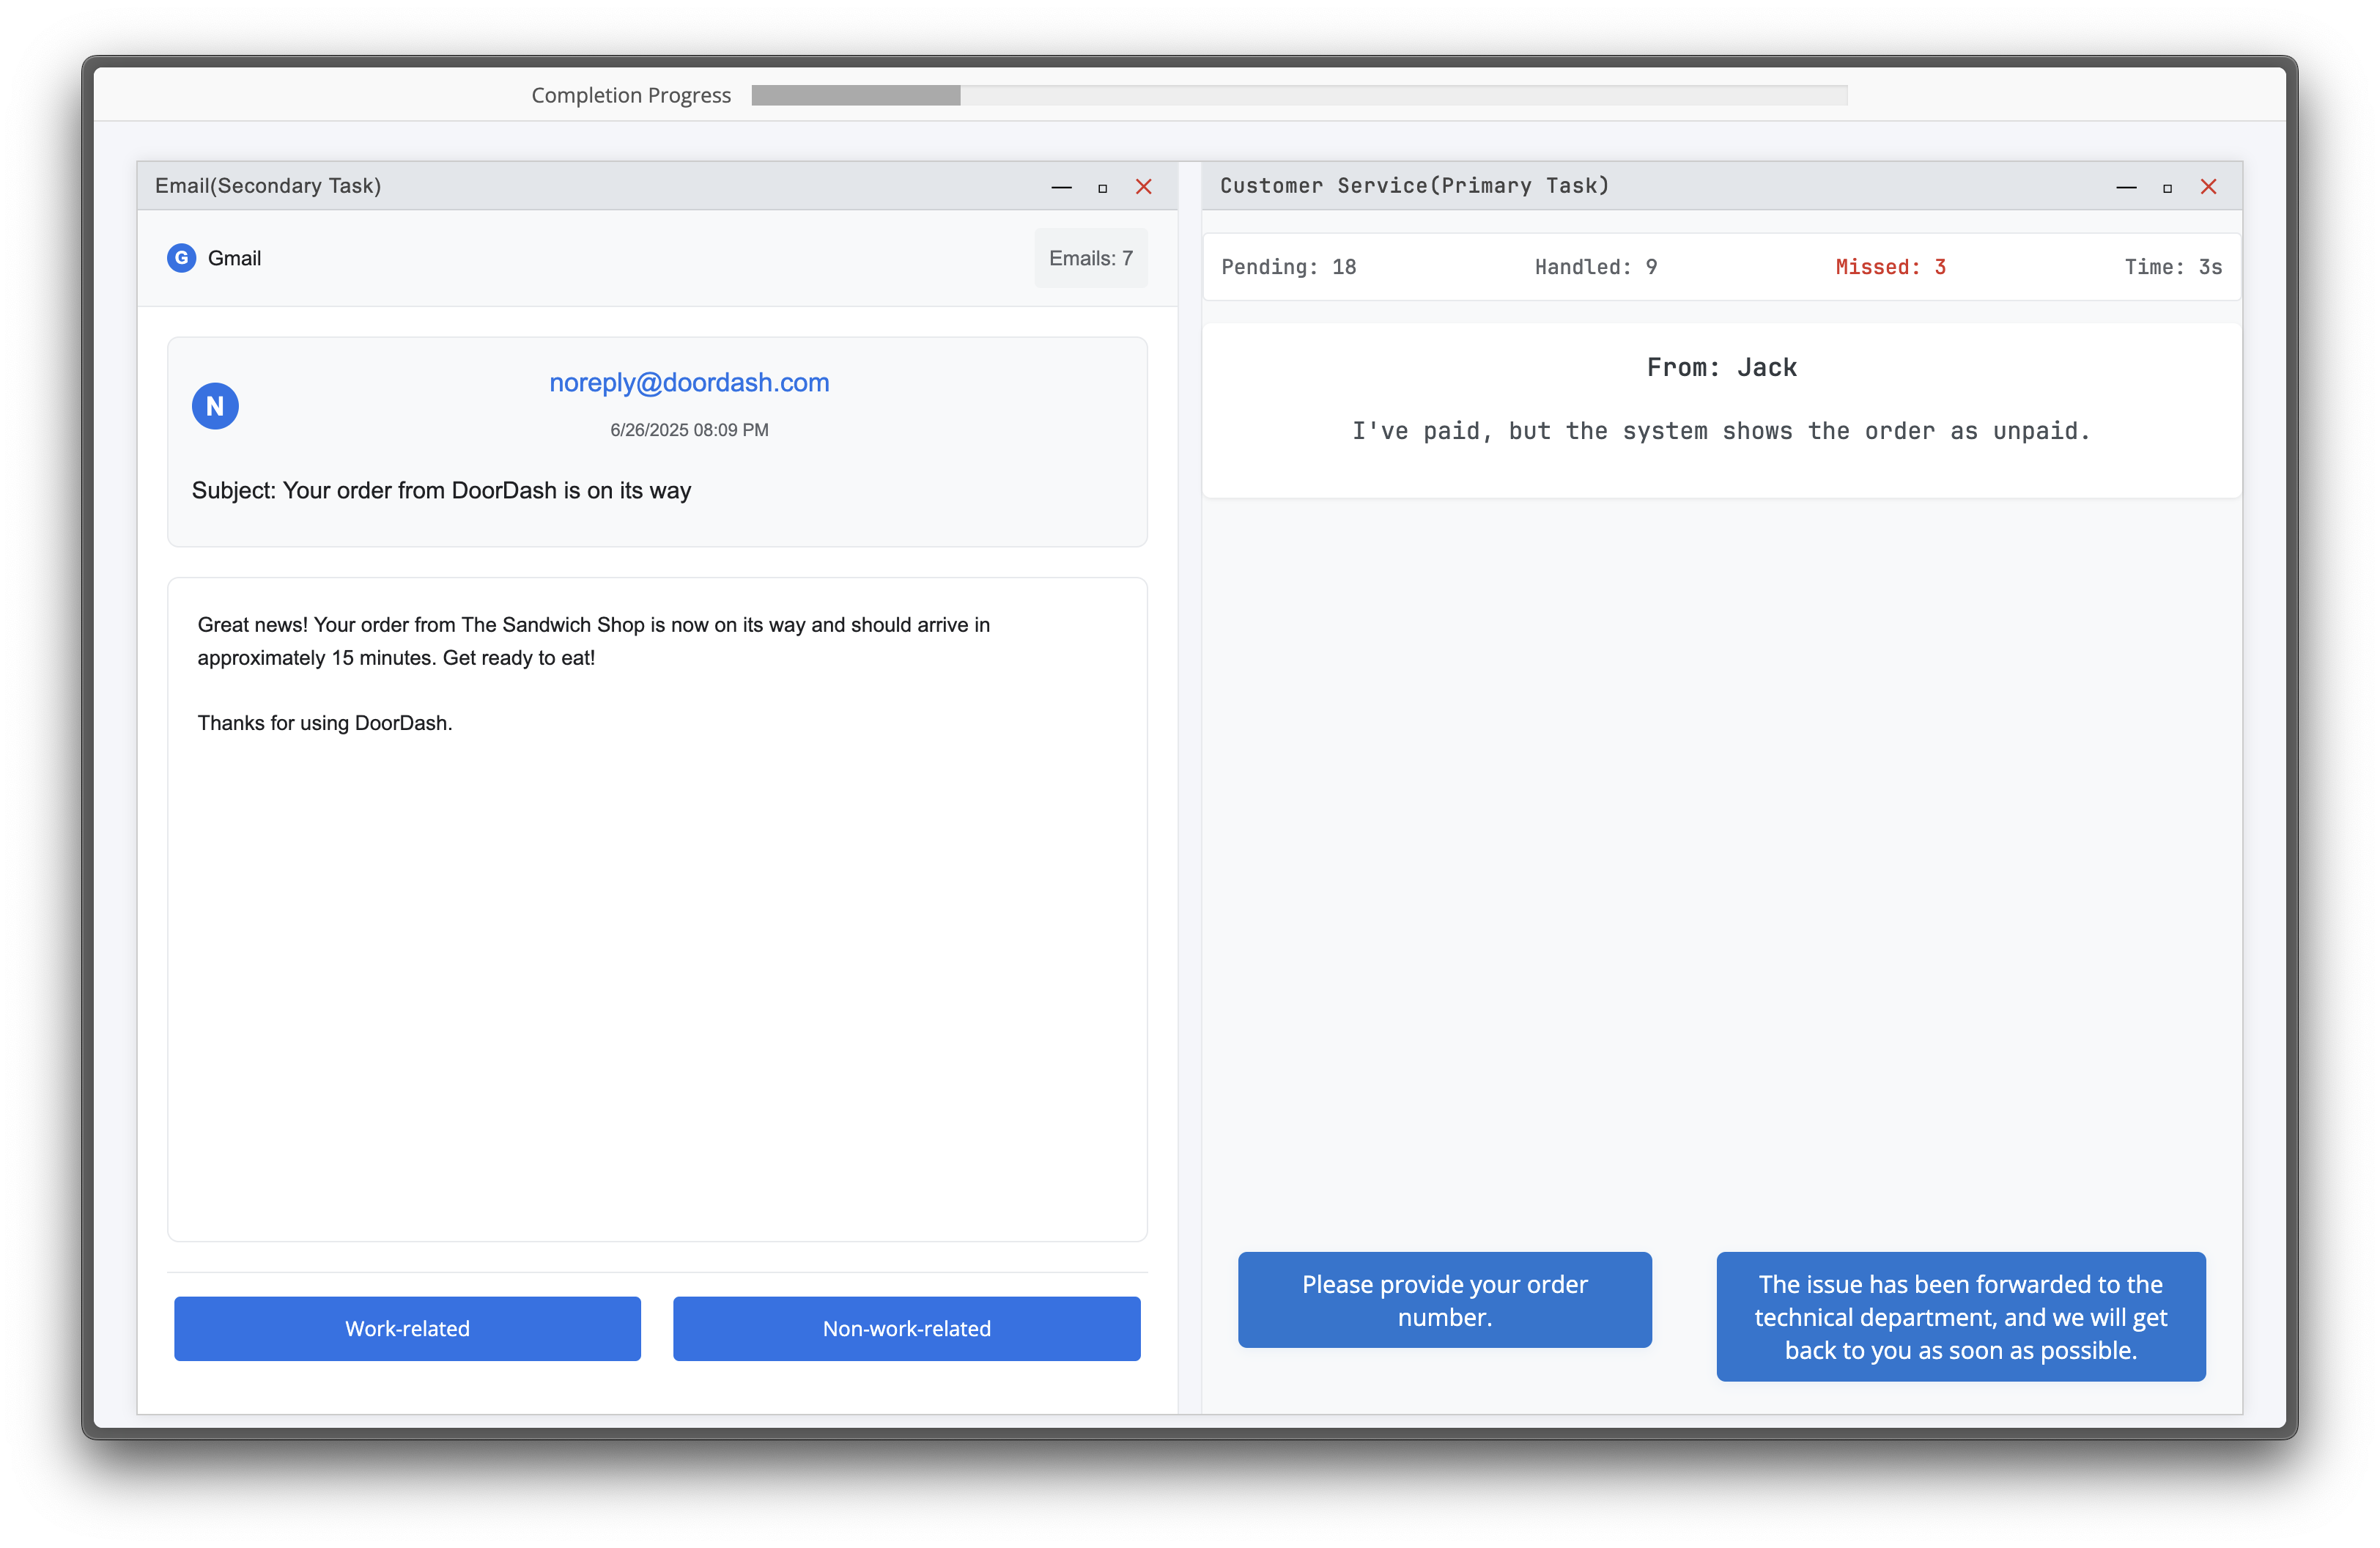 Completion Progress
Email(Secondary Task)
G Gmail
Emails: 7
N
noreply@doordash.com
6/26/2025 08:09 PM
Subject: Your order from DoorDash is on its way
Great news! Your order from The Sandwich Shop is now on its way and should arrive in
approximately 15 minutes. Get ready to eat!
Thanks for using DoorDash.
Work-related
Non-work-related
Customer Service(Primary Task)
Pending: 18
Handled: 9
Missed: 3
Time: 3s
From: Jack
I've paid, but the system shows the order as unpaid.
Please provide your order
number.
The issue has been forwarded to the
technical department, and we will get
back to you as soon as possible.